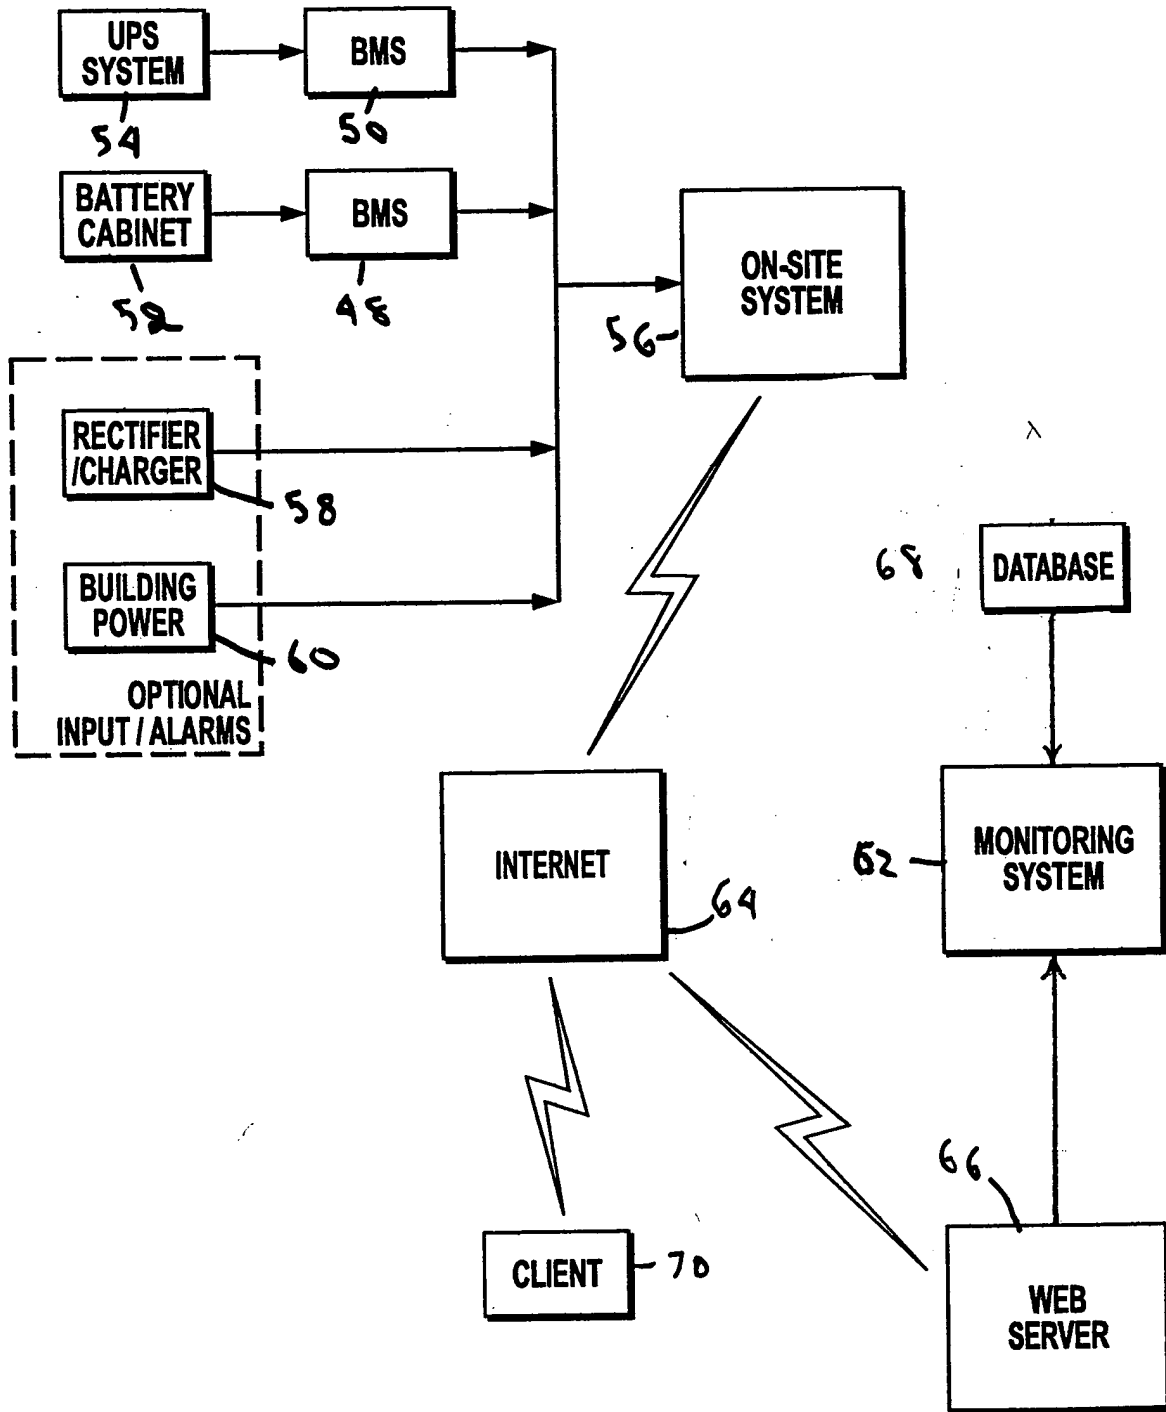 UPS
SYSTEM
BMS
54
50
BATTERY
CABINET
BMS
52
48
ON-SITE
SYSTEM
56
RECTIFIER
/CHARGER
58
BUILDING
POWER
60
OPTIONAL
INPUT / ALARMS
68
DATABASE
INTERNET
64
62
MONITORING
SYSTEM
66
CLIENT
70
WEB
SERVER